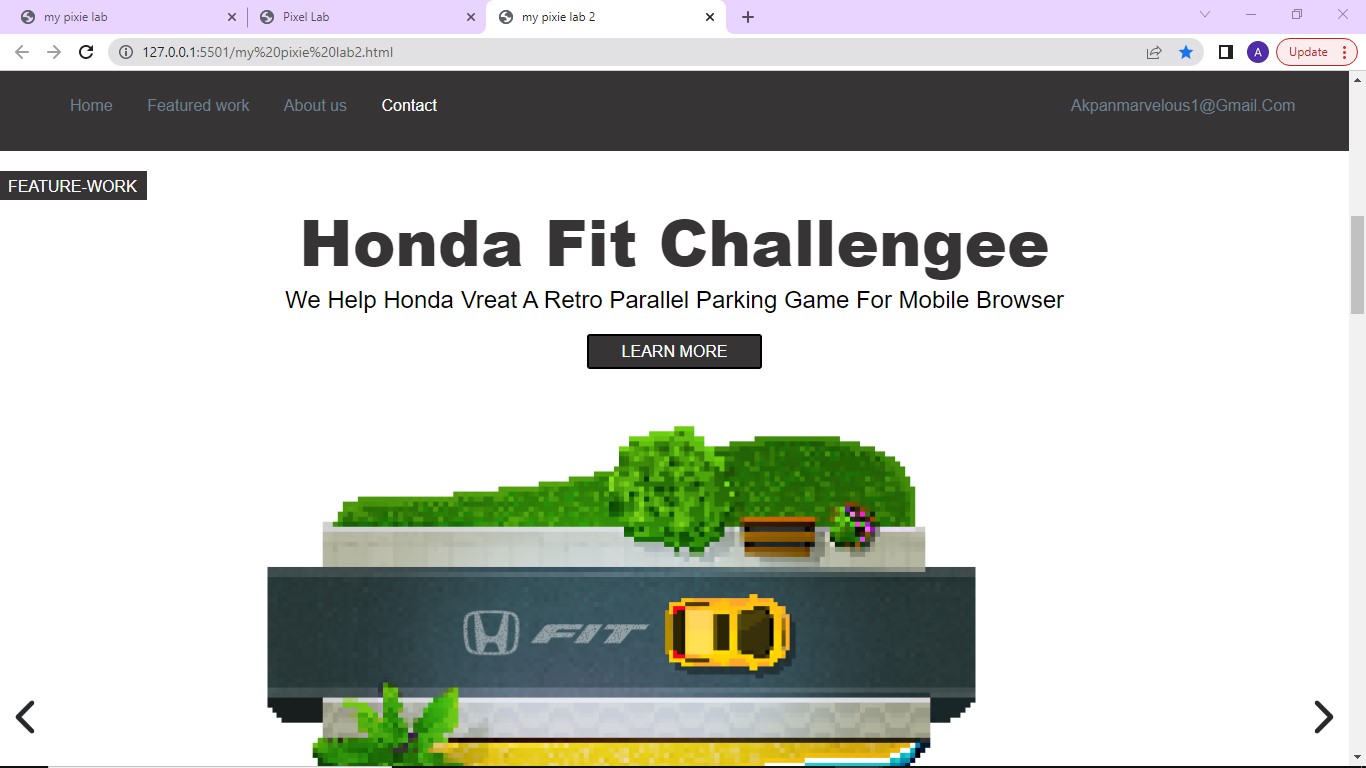 my pixie lab
Pixel Lab
my pixie lab 2
127.0.0.1:5501/my%20pixie%20lab2.html
A
Update
Home
Featured work
About us
Contact
Akpanmarvelous1@Gmail.Com
FEATURE-WORK
Honda Fit Challengee
We Help Honda Vreat A Retro Parallel Parking Game For Mobile Browser
LEARN MORE
FIT